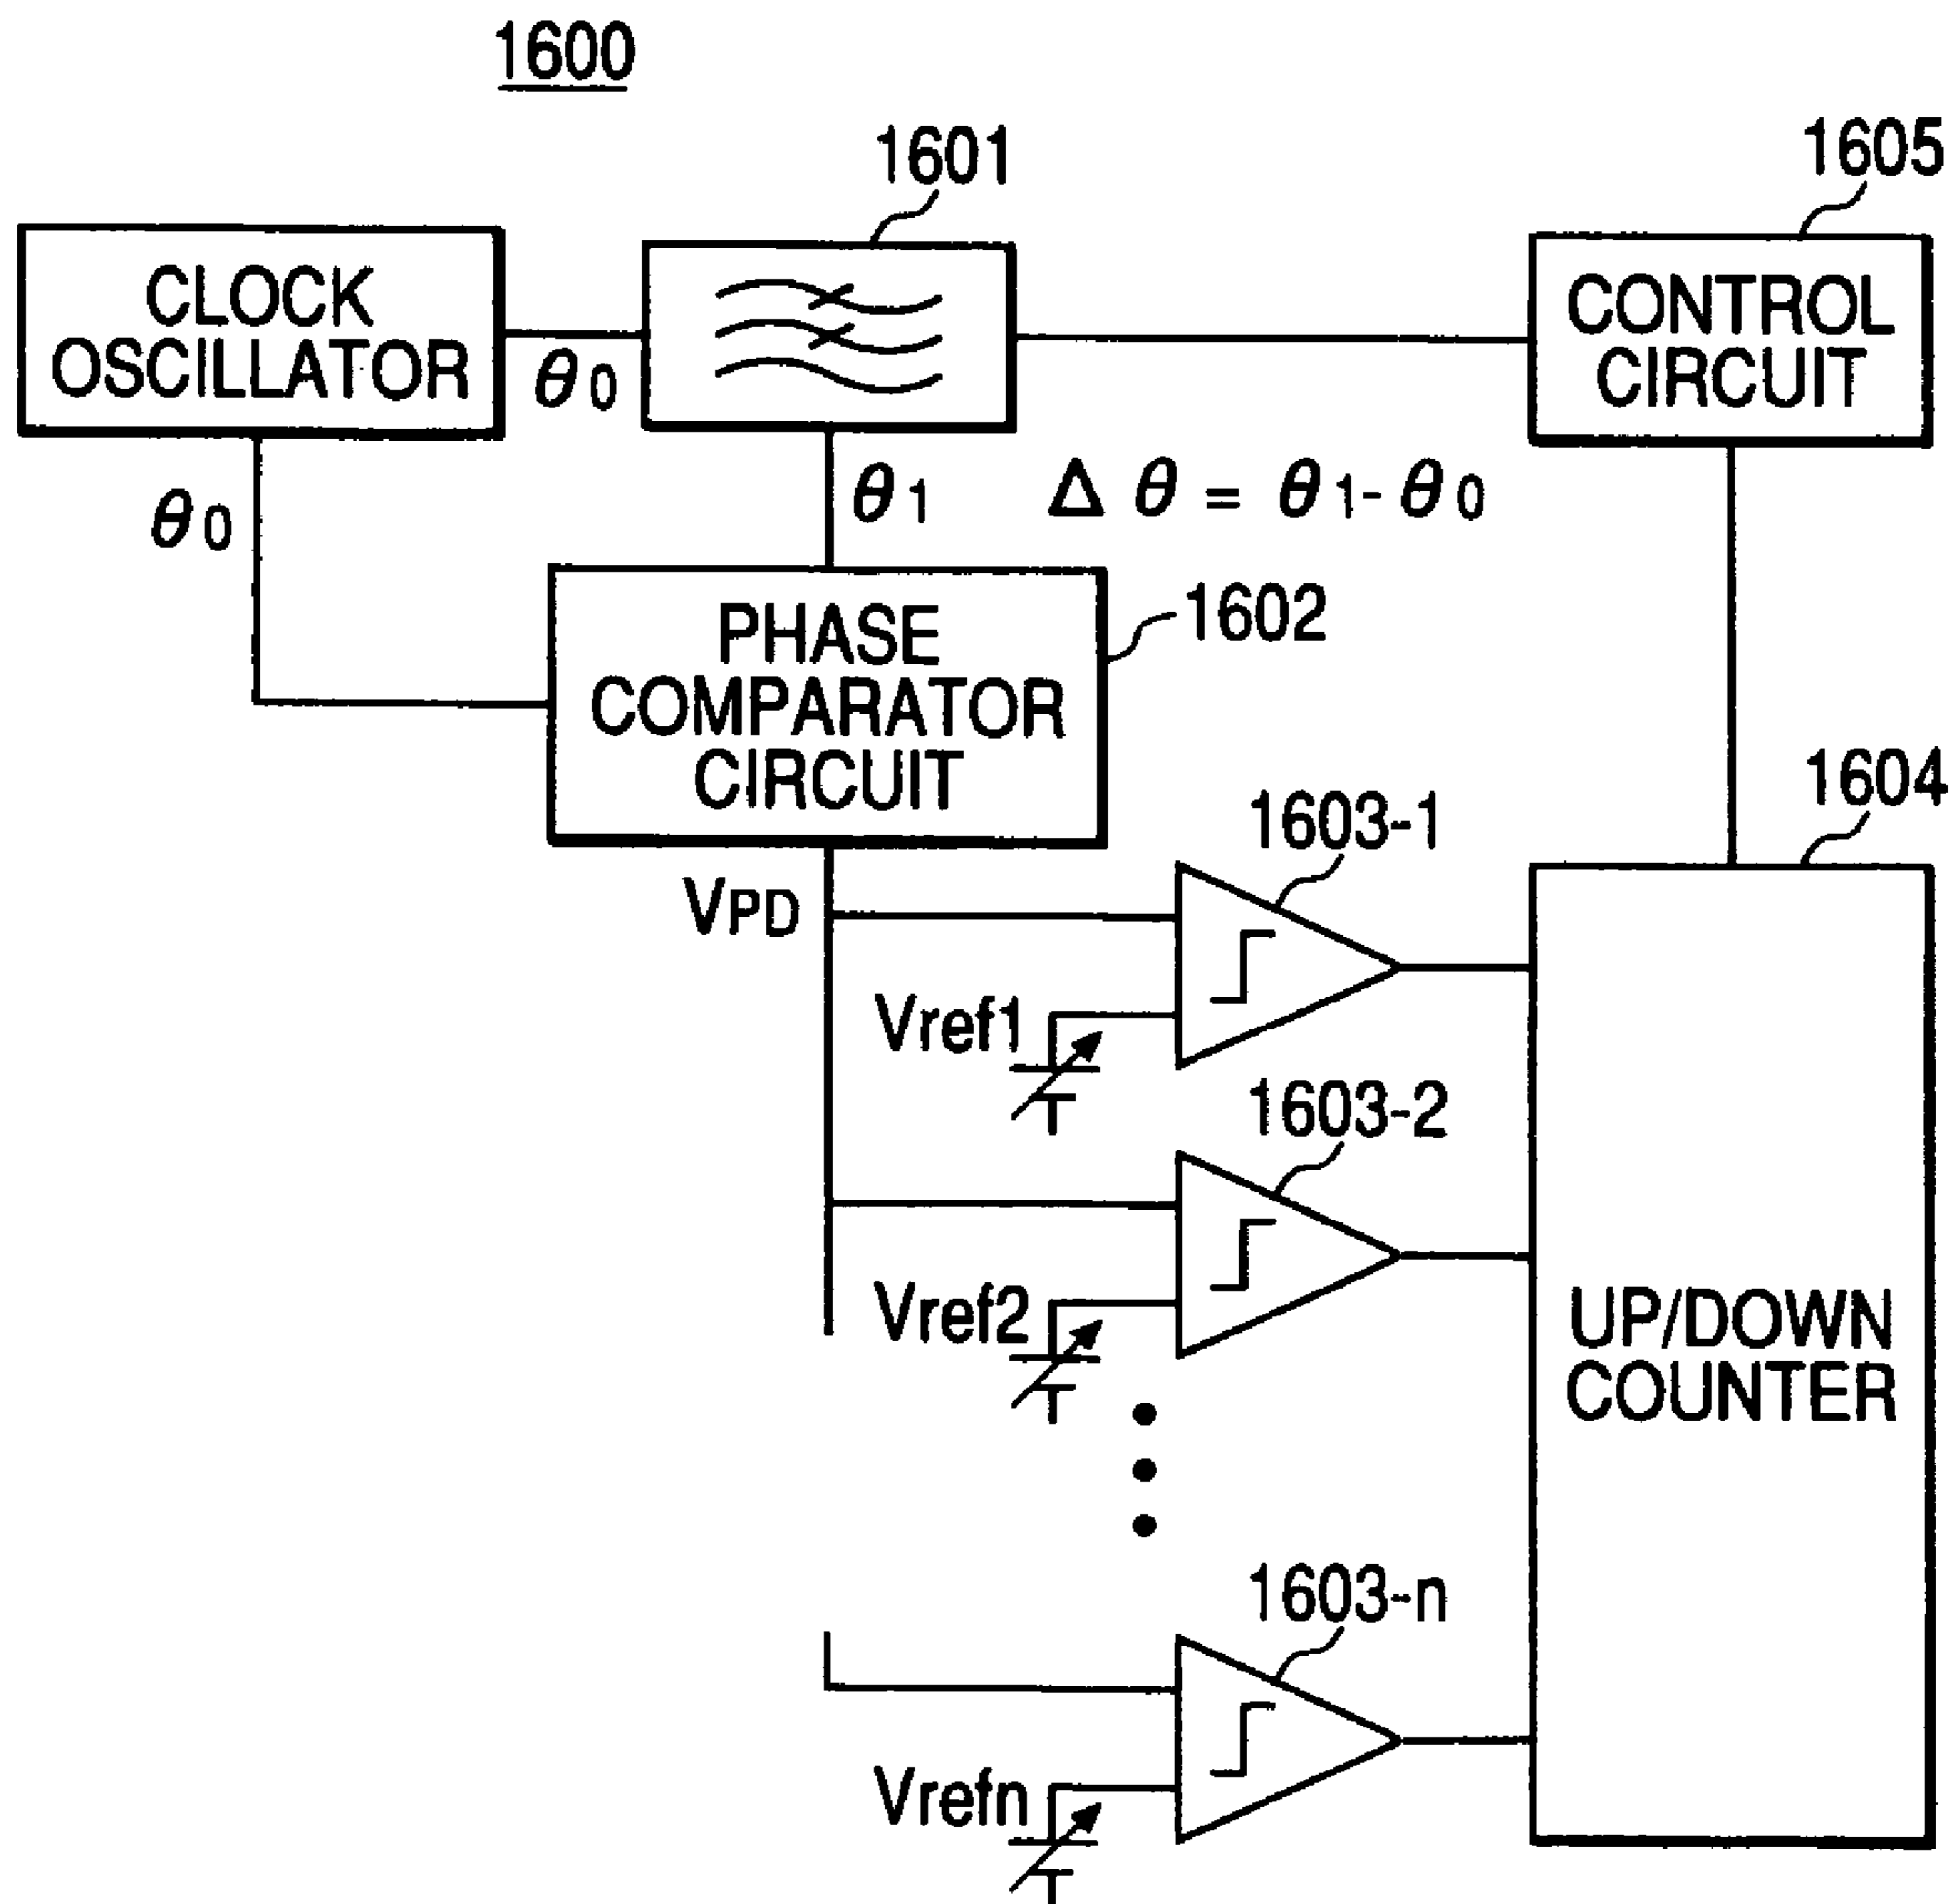 1600
1601
1605
CLOCK
OSCILLATOR
θ0
CONTROL
CIRCUIT
θ0
θ1
Δ θ = θ1- θ0
PHASE
COMPARATOR
CIRCUIT
1602
1604
1603-1
VPD
Vref1
1603-2
Vref2
UP/DOWN
COUNTER
1603-n
Vrefn